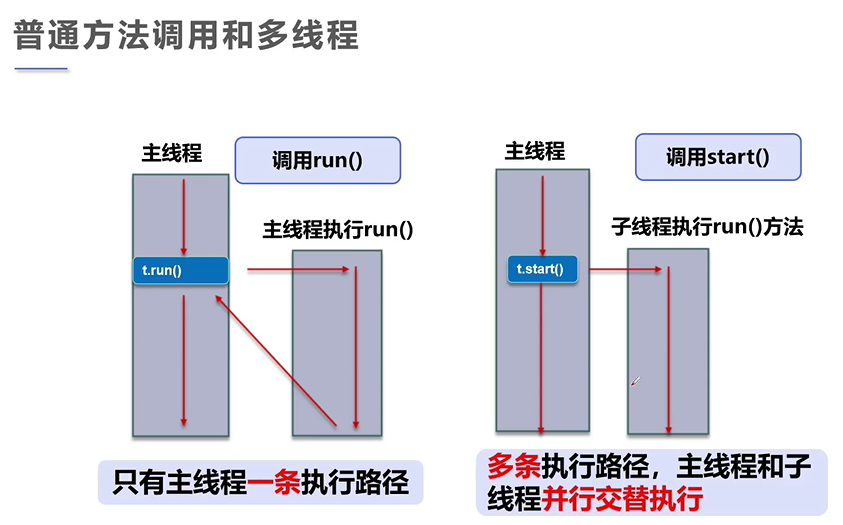 普通方法调用和多线程
主线程
调用run()
主线程执行run()
t.run()
只有主线程一条执行路径
主线程
调用start()
子线程执行run()方法
t.start()
多条执行路径，主线程和子
线程并行交替执行